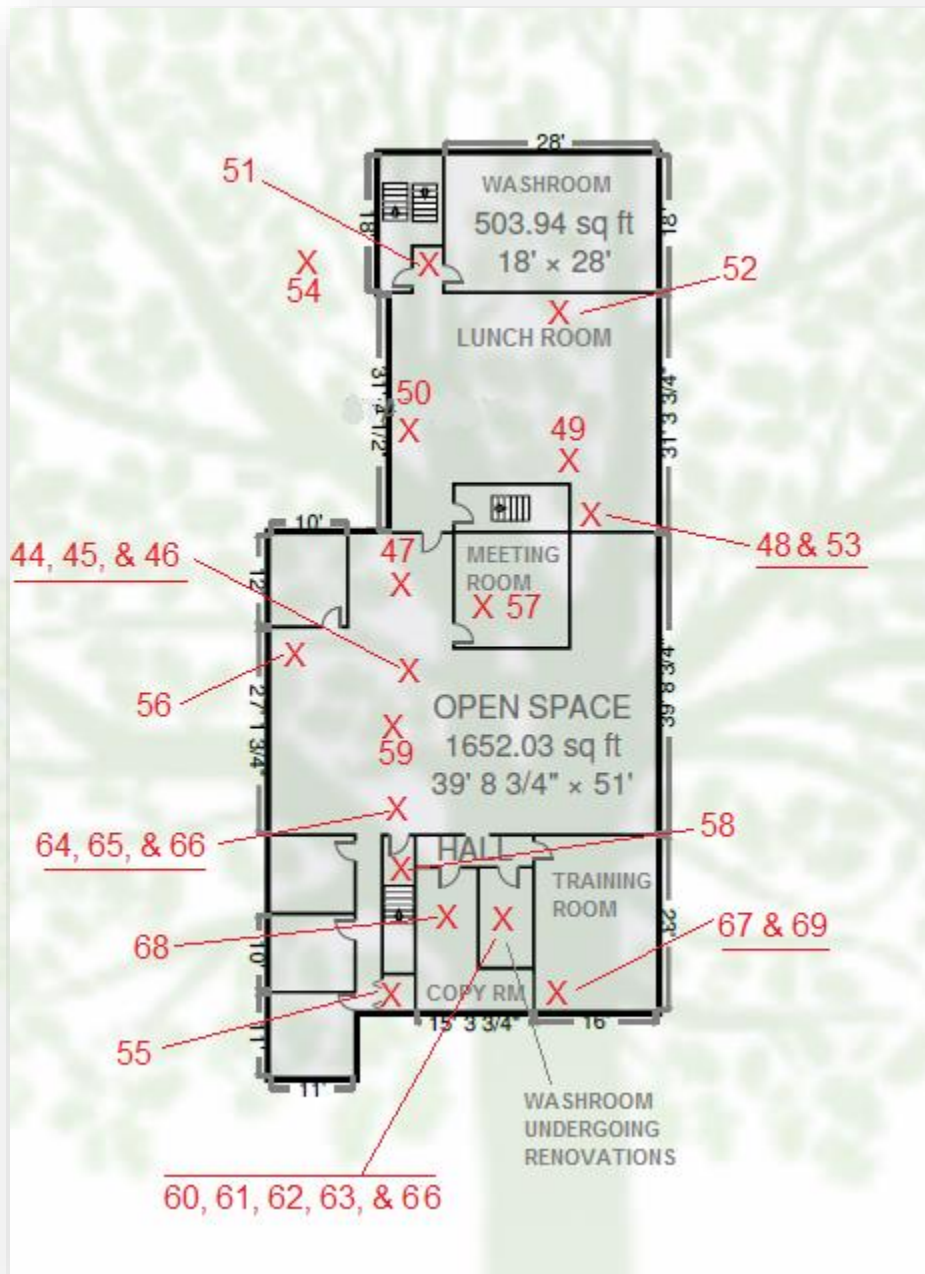 28'
51
WASHROOM
503.94 sq ft
18' × 28'
18'
18'
54
52
LUNCH ROOM
31' 4 1/2"
31' 3 3/4"
50
49
10'
44, 45, & 46
47
48 & 53
MEETING
ROOM
57
12'
56
27' 1 3/4"
39' 8 3/4"
OPEN SPACE
1652.03 sq ft
39' 8 3/4" × 51'
59
64, 65, & 66
58
HALL
TRAINING
ROOM
68
67 & 69
23'
10'
COPY RM
15' 3 3/4"
16'
55
11'
11'
WASHROOM
UNDERGOING
RENOVATIONS
60, 61, 62, 63, & 66